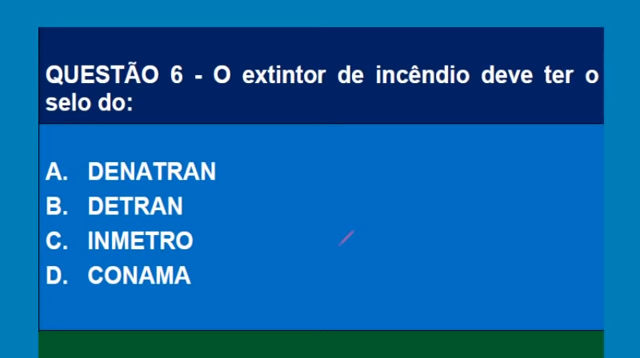 QUESTÃO 6 - O extintor de incêndio deve ter o
selo do:
A. DENATRAN
B. DETRAN
C. INMETRO
D. CONAMA